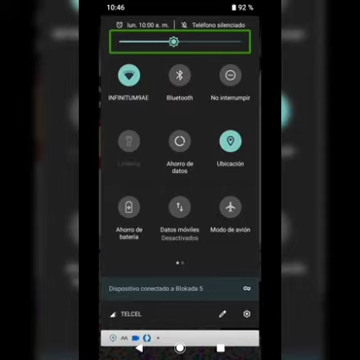 10:46
92 %
lun. 10:00 a. m.
Teléfono silenciado
INFINITUM9AE
Bluetooth
No interrumpir
Linterna
Ahorro de
datos
Ubicación
Ahorro de
batería
Datos móviles
Desactivados
Modo de avión
Dispositivo conectado a Blokada 5
TELCEL